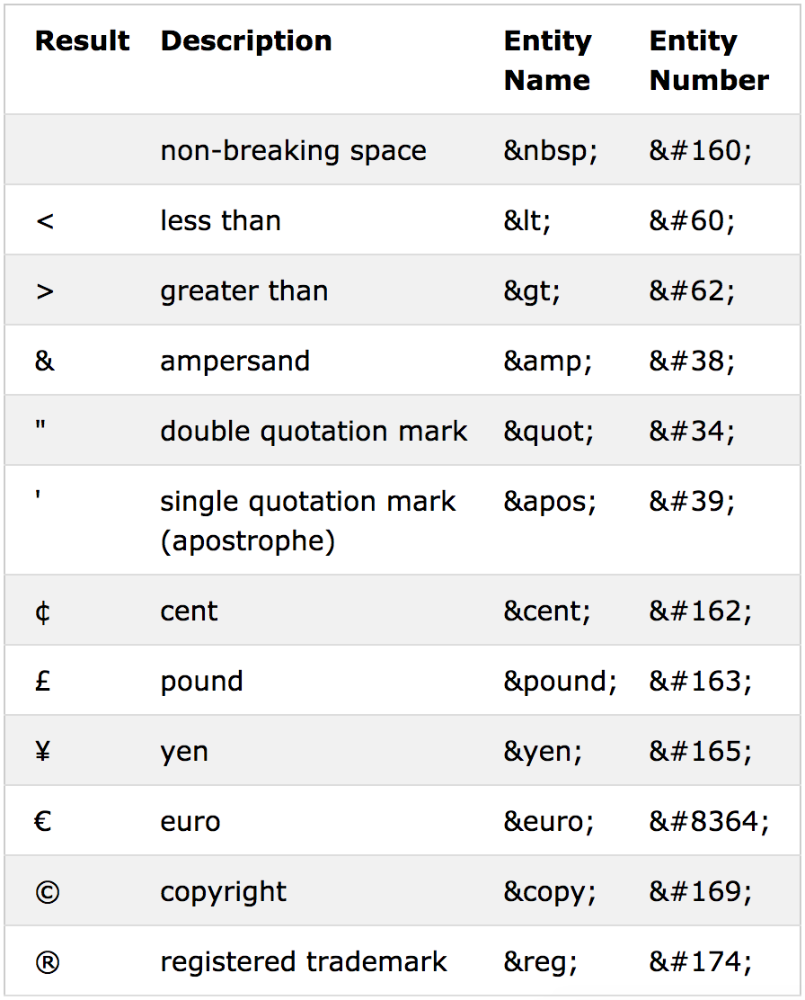 Result Description Entity Name Entity Number
non-breaking space &nbsp; &#160;
< less than &lt; &#60;
> greater than &gt; &#62;
& ampersand &amp; &#38;
" double quotation mark &quot; &#34;
' single quotation mark (apostrophe) &apos; &#39;
¢ cent &cent; &#162;
£ pound &pound; &#163;
¥ yen &yen; &#165;
€ euro &euro; &#8364;
© copyright &copy; &#169;
® registered trademark &reg; &#174;